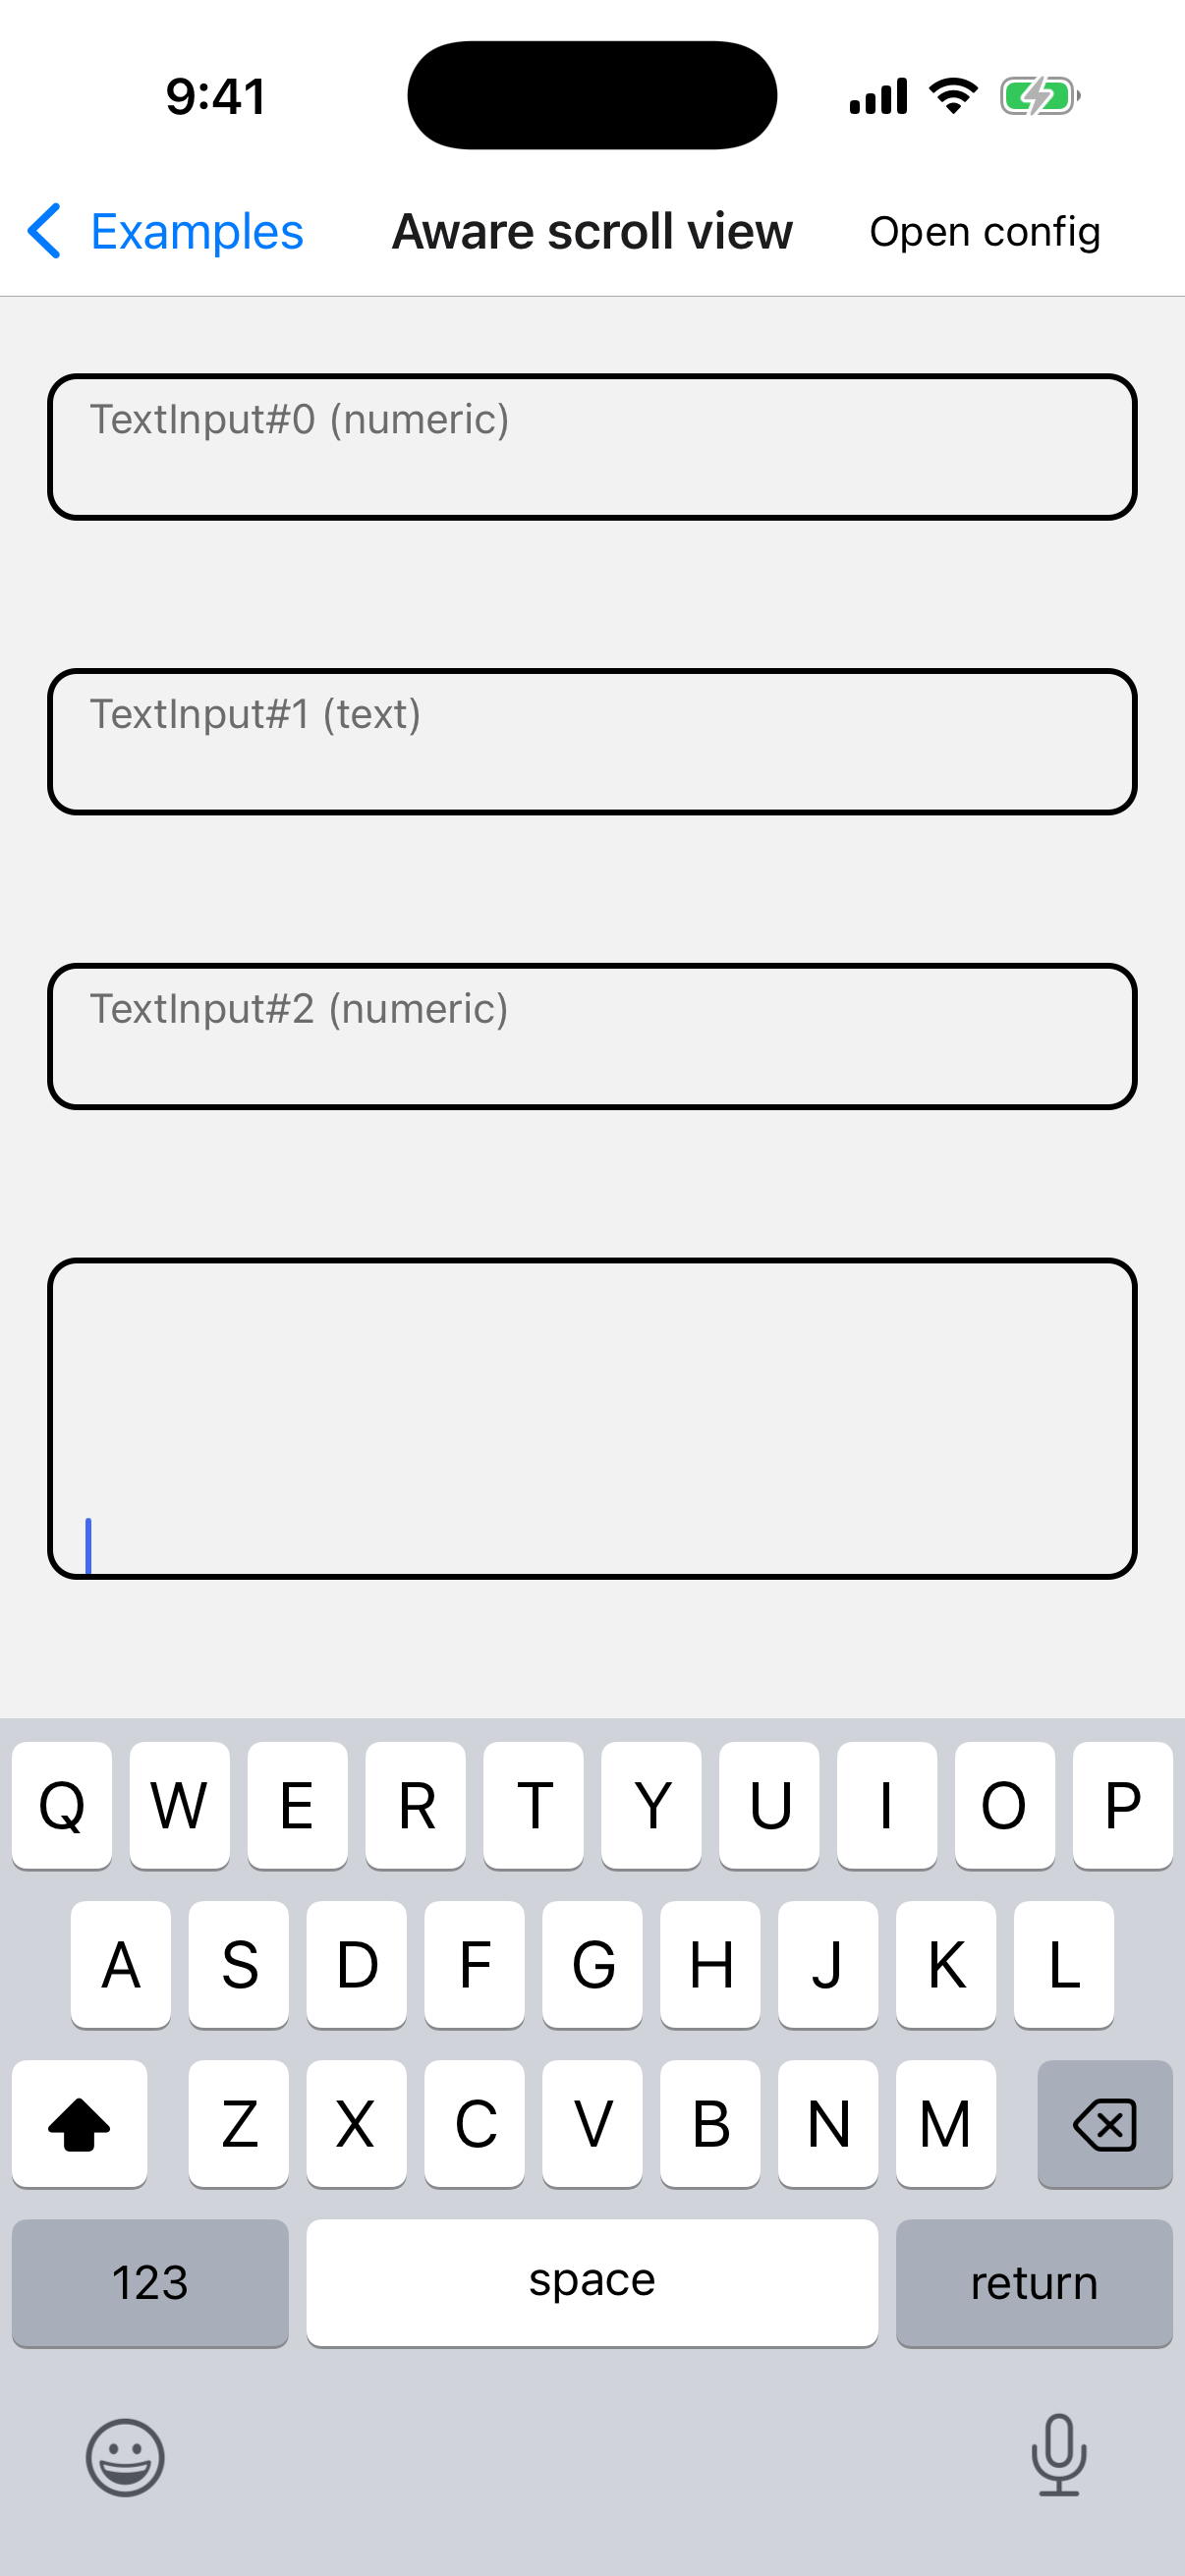 9:41
Examples Aware scroll view Open config
TextInput#0 (numeric)
TextInput#1 (text)
TextInput#2 (numeric)
Q W E R T Y U I O P
A S D F G H J K L
Z X C V B N M
123 space return